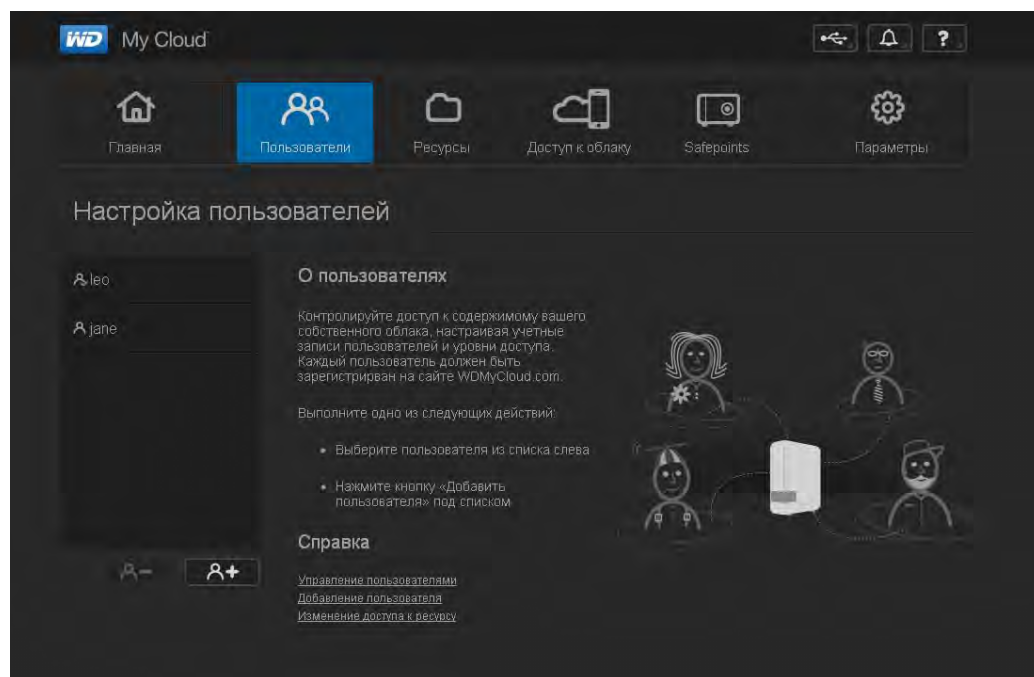 WD My Cloud
?
Главная
Пользователи
Ресурсы
Доступ к облаку
Safepoints
Параметры
Настройка пользователей
leo
jane
О пользователях
Контролируйте доступ к содержимому вашего
собственного облака, настраивая учетные
записи пользователей и уровни доступа.
Каждый пользователь должен быть
зарегистрирван на сайте WDMyCloud.com.
Выполните одно из следующих действий:
• Выберите пользователя из списка слева
• Нажмите кнопку «Добавить
пользователя» под списком
Справка
Управление пользователями
Добавление пользователя
Изменение доступа к ресурсу